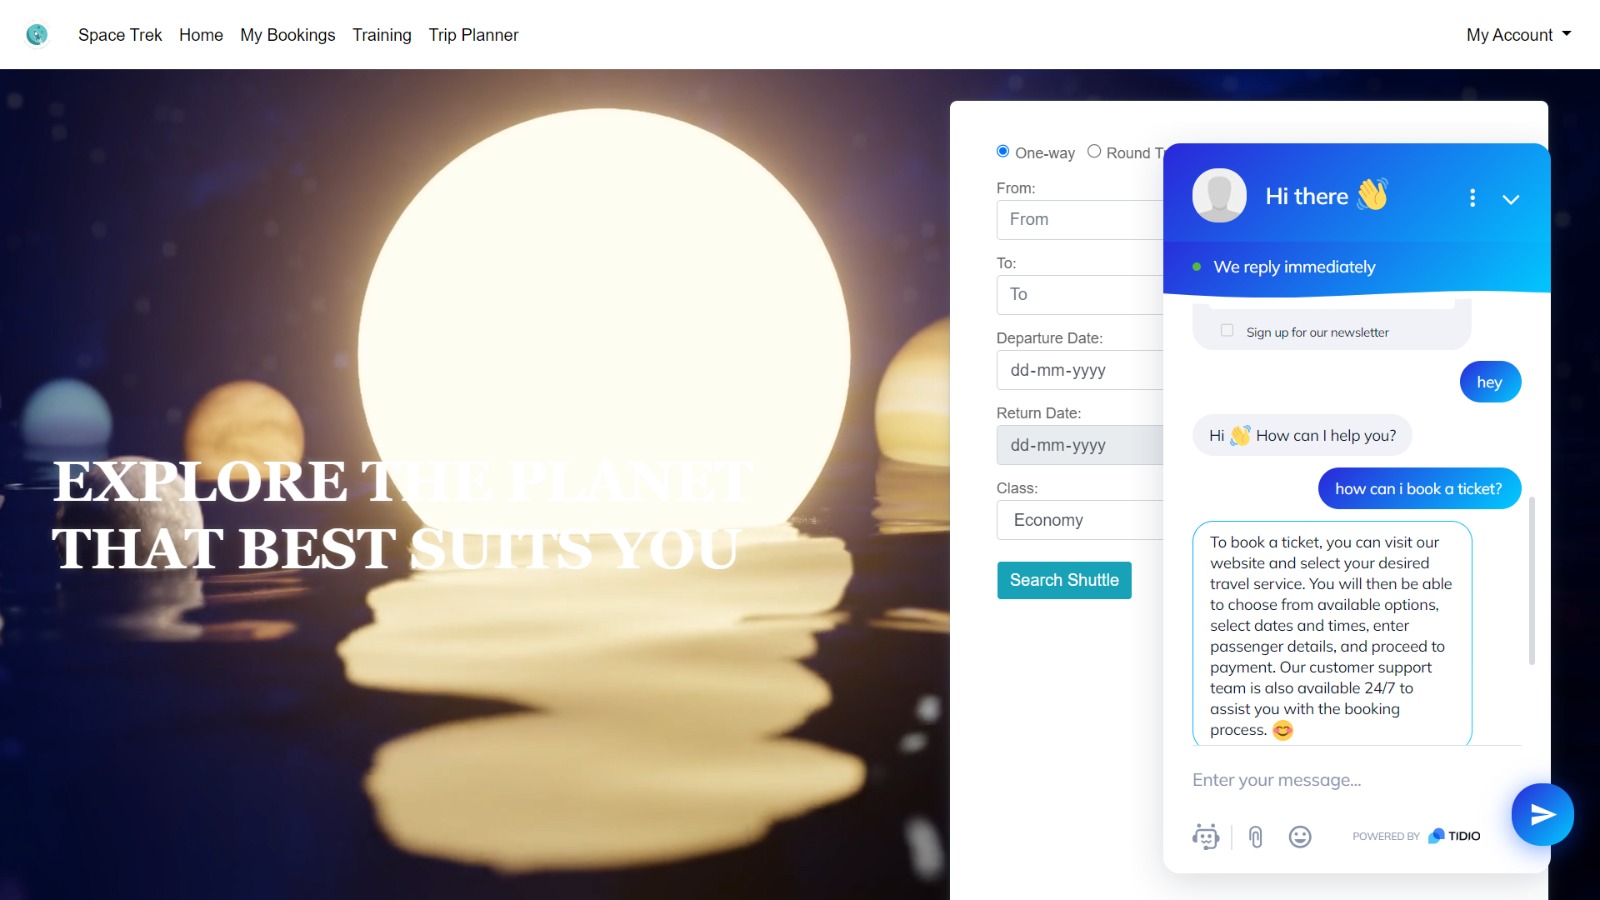 Space Trek Home My Bookings Training Trip Planner My Account
EXPLORE THE PLANET
THAT BEST SUITS YOU
One-way Round
From:
From
To:
To
Departure Date:
dd-mm-yyyy
Return Date:
dd-mm-yyyy
Class:
Economy
Search Shuttle
Hi there 👋
We reply immediately
Sign up for our newsletter
hey
Hi 👋 How can I help you?
how can i book a ticket?
To book a ticket, you can visit our
website and select your desired
travel service. You will then be able
to choose from available options,
select dates and times, enter
passenger details, and proceed to
payment. Our customer support
team is also available 24/7 to
assist you with the booking
process. 😊
Enter your message...
POWERED BY TIDIO